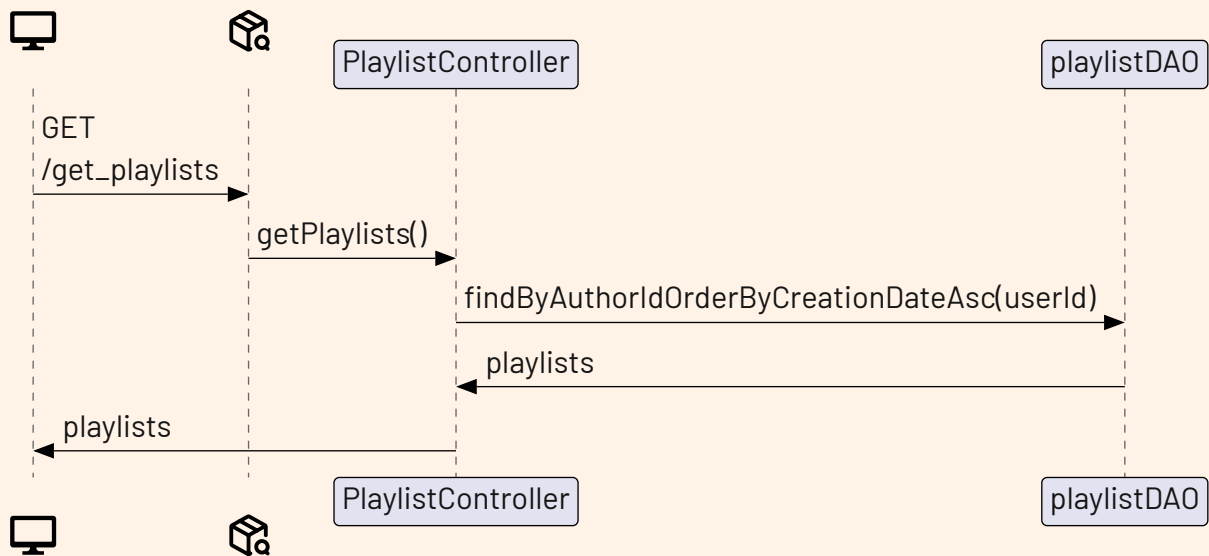 PlaylistController
playlistDAO
GET
/get_playlists
getPlaylists()
findByAuthorIdOrderByCreationDateAsc(userId)
playlists
playlists
PlaylistController
playlistDAO